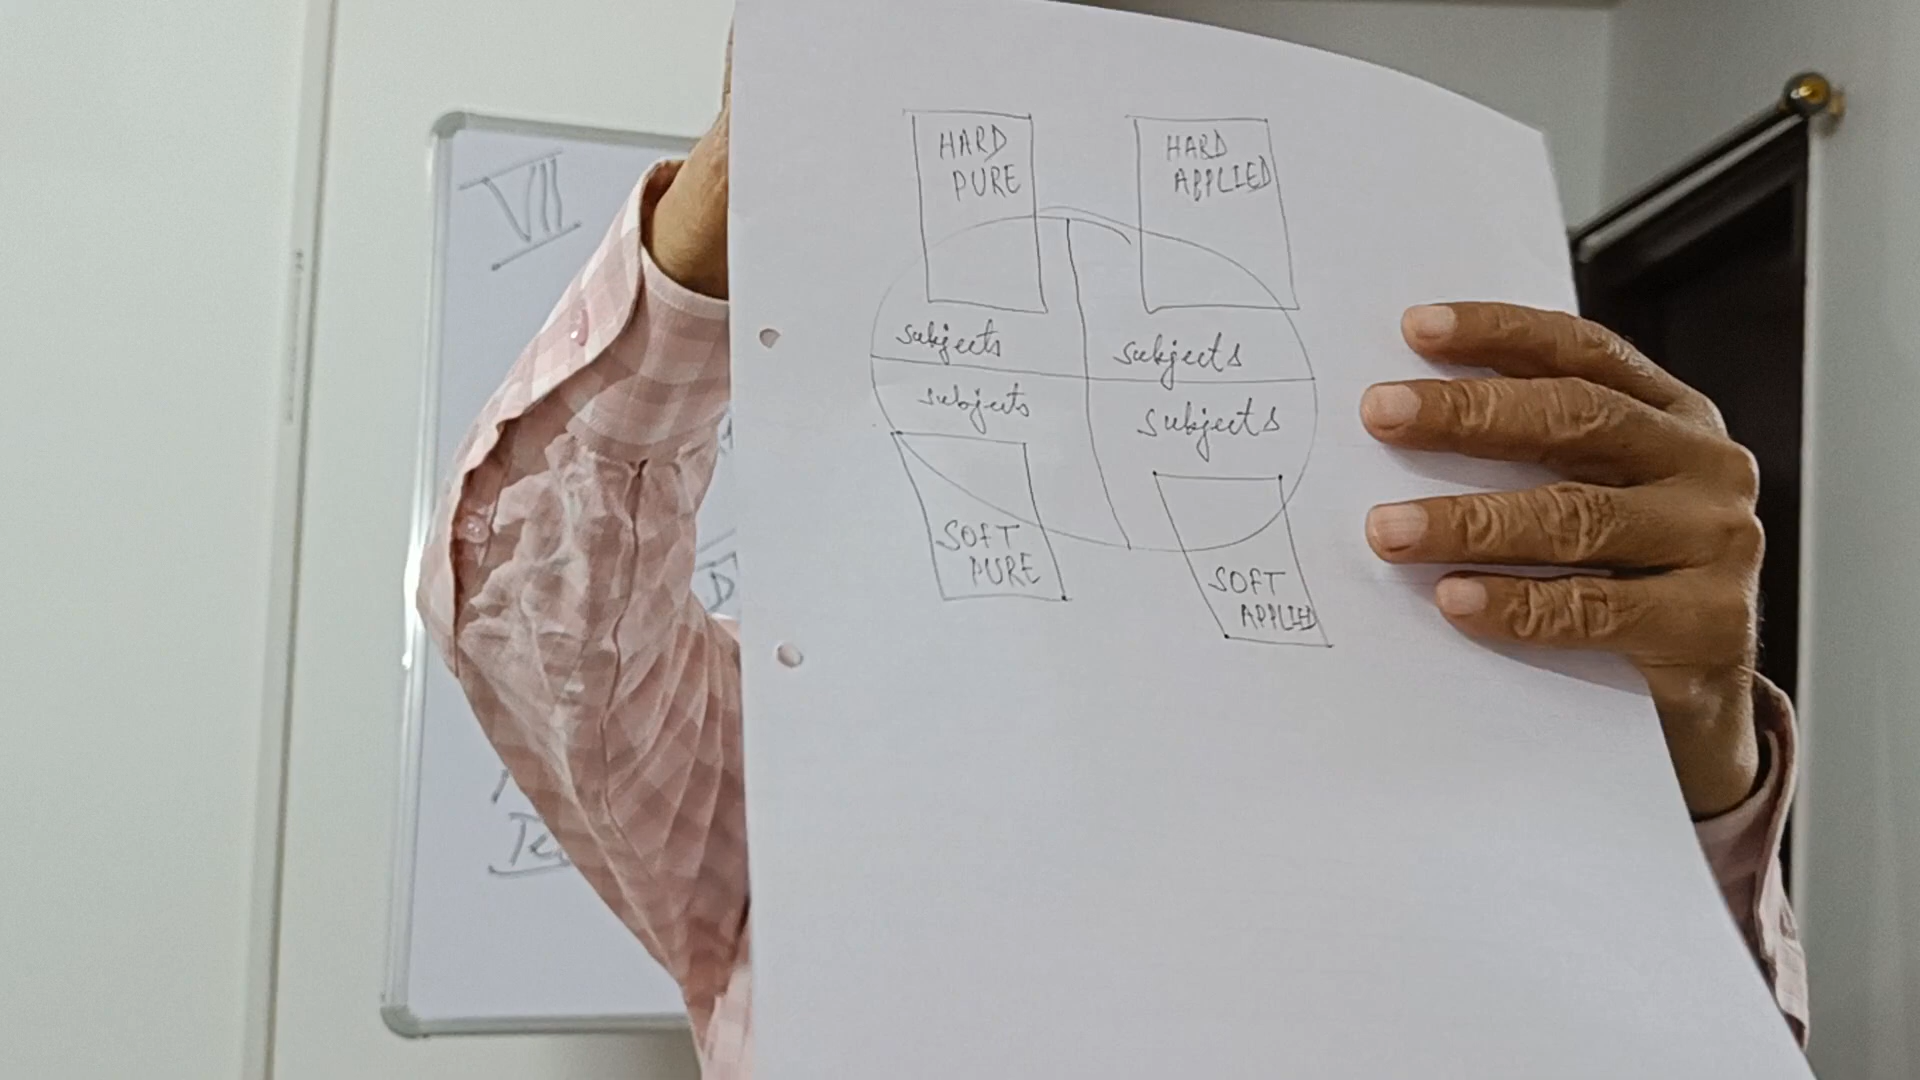 VII
HARD
PURE
HARD
APPLIED
subjects
subjects
subjects
subjects
SOFT
PURE
SOFT
APPLIED